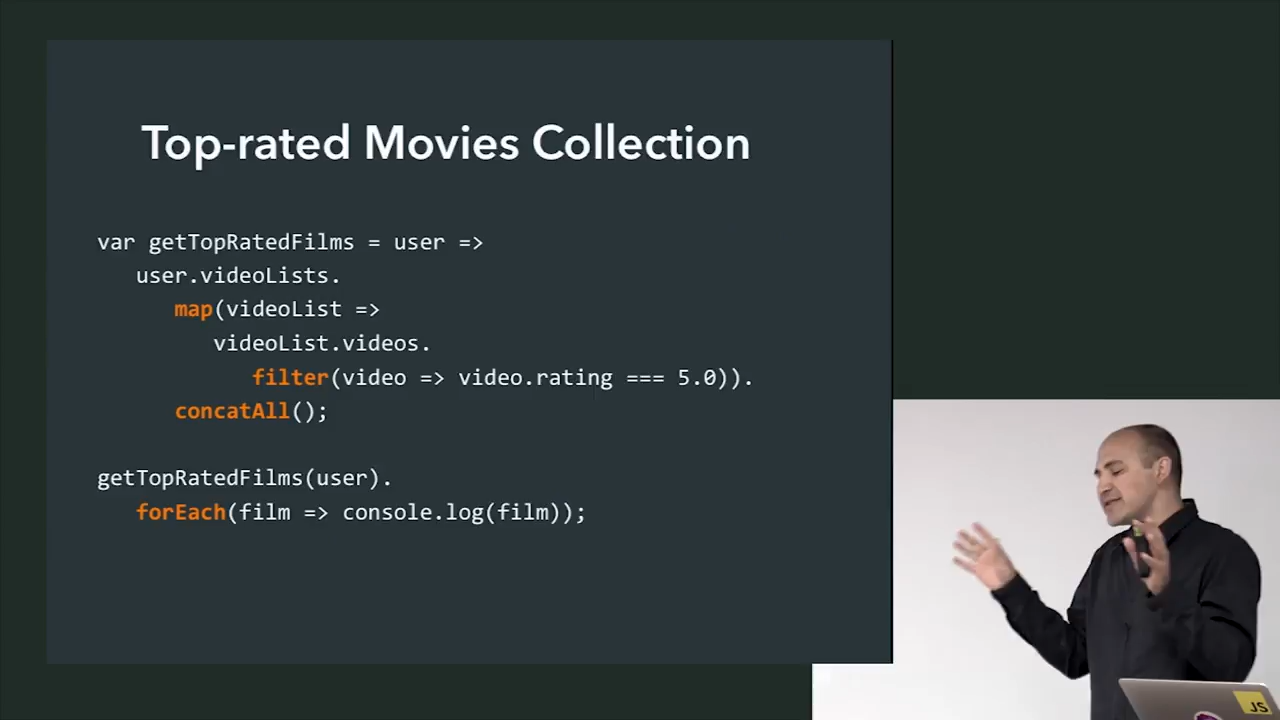 Top-rated Movies Collection
var getTopRatedFilms = user =>
user.videoLists.
map(videoList =>
videoList.videos.
filter(video => video.rating === 5.0)).
concatAll();
getTopRatedFilms(user).
forEach(film => console.log(film));
JS